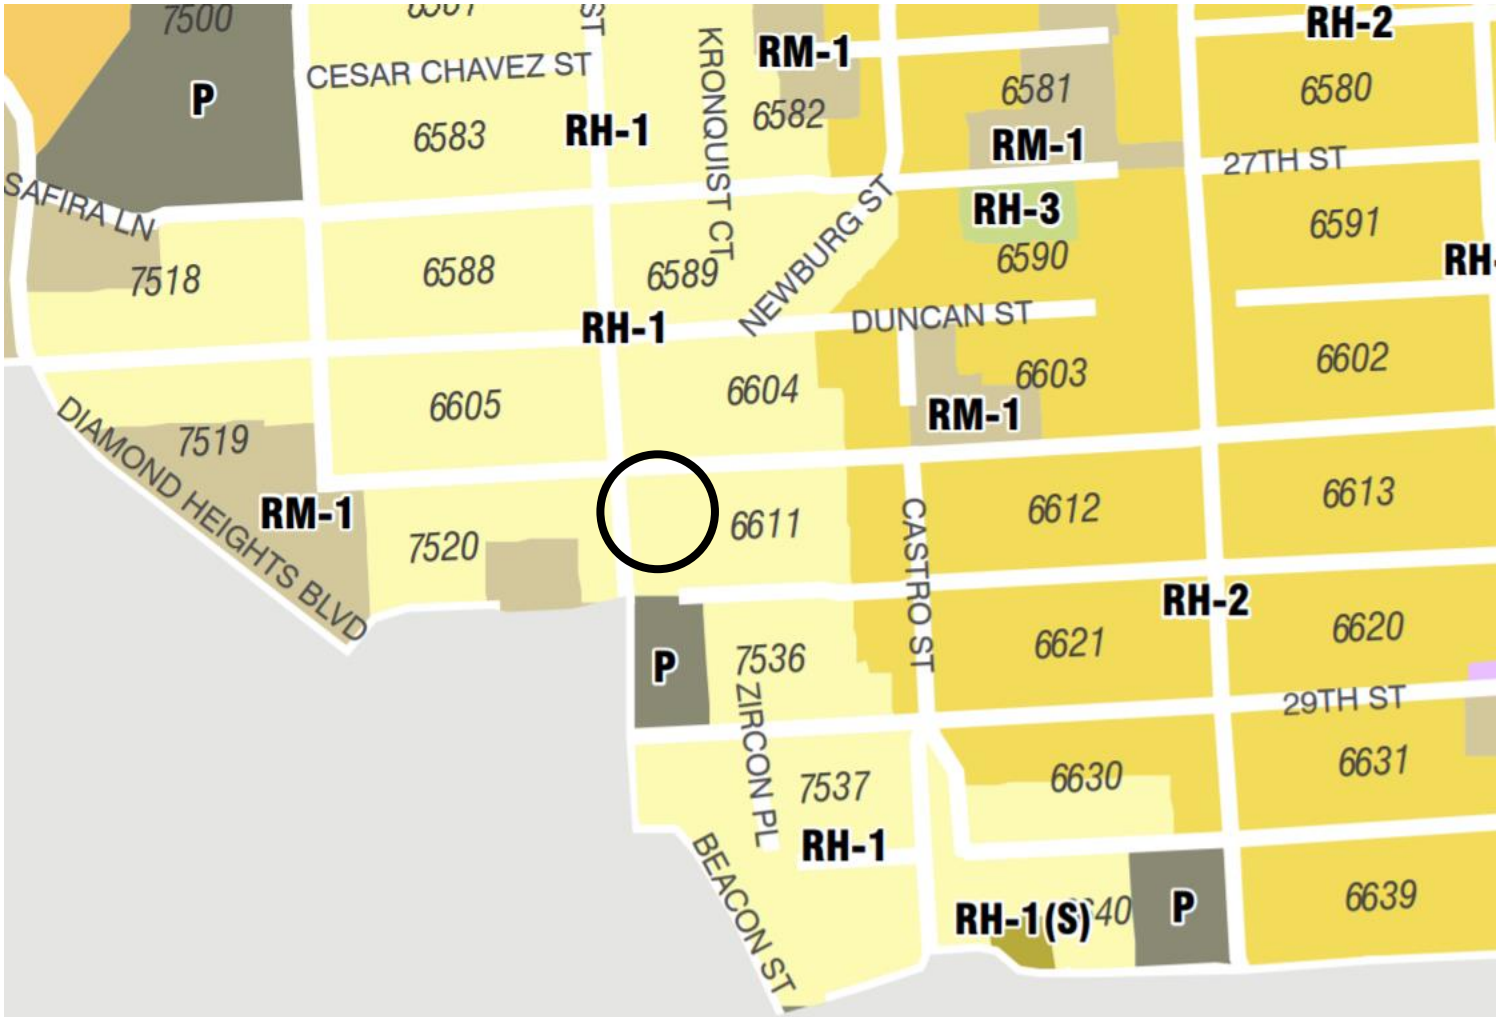 7500
ST
RH-2
KRONQUIST CT
RM-1
CESAR CHAVEZ ST
P
6583
RH-1
6582
6581
6580
RM-1
27TH ST
SAFIRA LN
RH-3
6591
7518
6588
6589
NEWBURG ST
6590
RH-
RH-1
DUNCAN ST
6605
6604
6603
6602
DIAMOND HEIGHTS BLVD
7519
RM-1
RM-1
7520
6611
CASTRO ST
6612
6613
RH-2
P
7536
6621
6620
ZIRCON PL
29TH ST
7537
6630
6631
RH-1
BEACON ST
RH-1(S)
40
P
6639